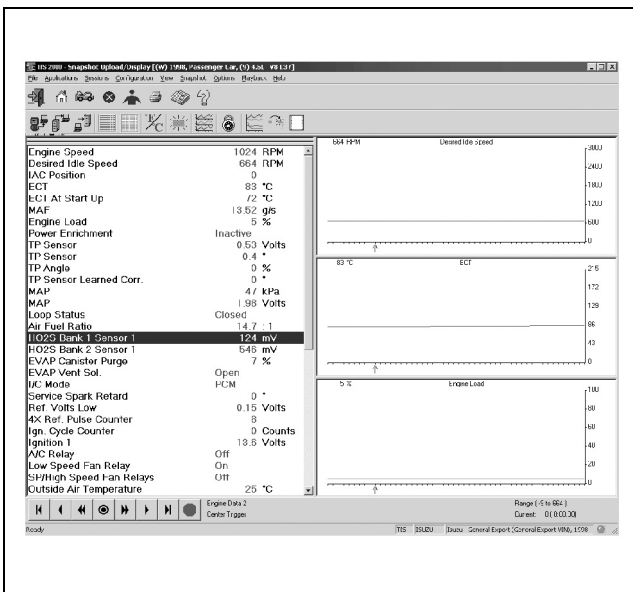 TIS 2000 - Snapshot Upload/Display [(W) 1998, Passenger Car, (9) 4.5L V8 L37]
File Applications Sessions Configuration View Snapshot Options Playback Help
Engine Speed 1024 RPM
Desired Idle Speed 664 RPM
IAC Position 0
ECT 83 °C
ECT At Start Up 72 °C
MAF 13.52 g/s
Engine Load 5 %
Power Enrichment Inactive
TP Sensor 0.53 Volts
TP Sensor 0.4 °
TP Angle 0 %
TP Sensor Learned Corr. 0 °
MAP 47 kPa
MAP 1.98 Volts
Loop Status Closed
Air Fuel Ratio 14.7 : 1
HO2S Bank 1 Sensor 1 124 mV
HO2S Bank 2 Sensor 1 546 mV
EVAP Canister Purge 7 %
EVAP Vent Sol. Open
I/C Mode PCM
Service Spark Retard 0 °
Ref. Volts Low 0.15 Volts
4X Ref. Pulse Counter 6
Ign. Cycle Counter 0 Counts
Ignition 1 13.6 Volts
A/C Relay Off
Low Speed Fan Relay On
SP/High Speed Fan Relays Off
Outside Air Temperature 25 °C
664 RPM Desired Idle Speed
3000
2400
1800
1200
600
0
83 °C ECT
215
172
129
86
43
0
5 % Engine Load
100
80
60
40
20
0
Engine Data 2
Center Trigger
Range
Current: 0 ( 0:00.00)
Ready
TIS ISUZU Isuzu General Export (General Export VIN), 1998